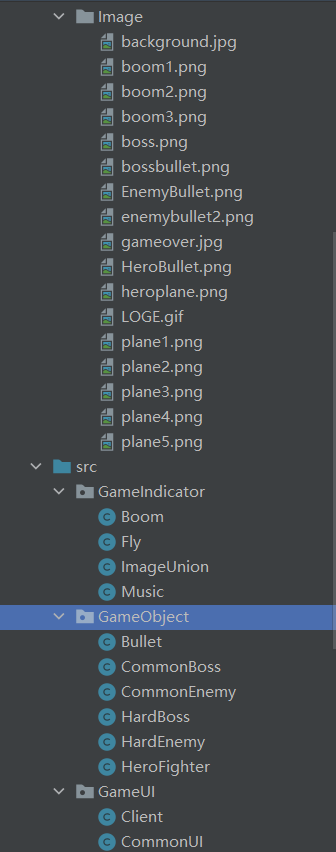 Image
background.jpg
boom1.png
boom2.png
boom3.png
boss.png
bossbullet.png
EnemyBullet.png
enemybullet2.png
gameover.jpg
HeroBullet.png
heroplane.png
LOGE.gif
plane1.png
plane2.png
plane3.png
plane4.png
plane5.png
src
GameIndicator
C Boom
C Fly
C ImageUnion
C Music
GameObject
C Bullet
C CommonBoss
C CommonEnemy
C HardBoss
C HardEnemy
C HeroFighter
GameUI
C Client
C CommonUI